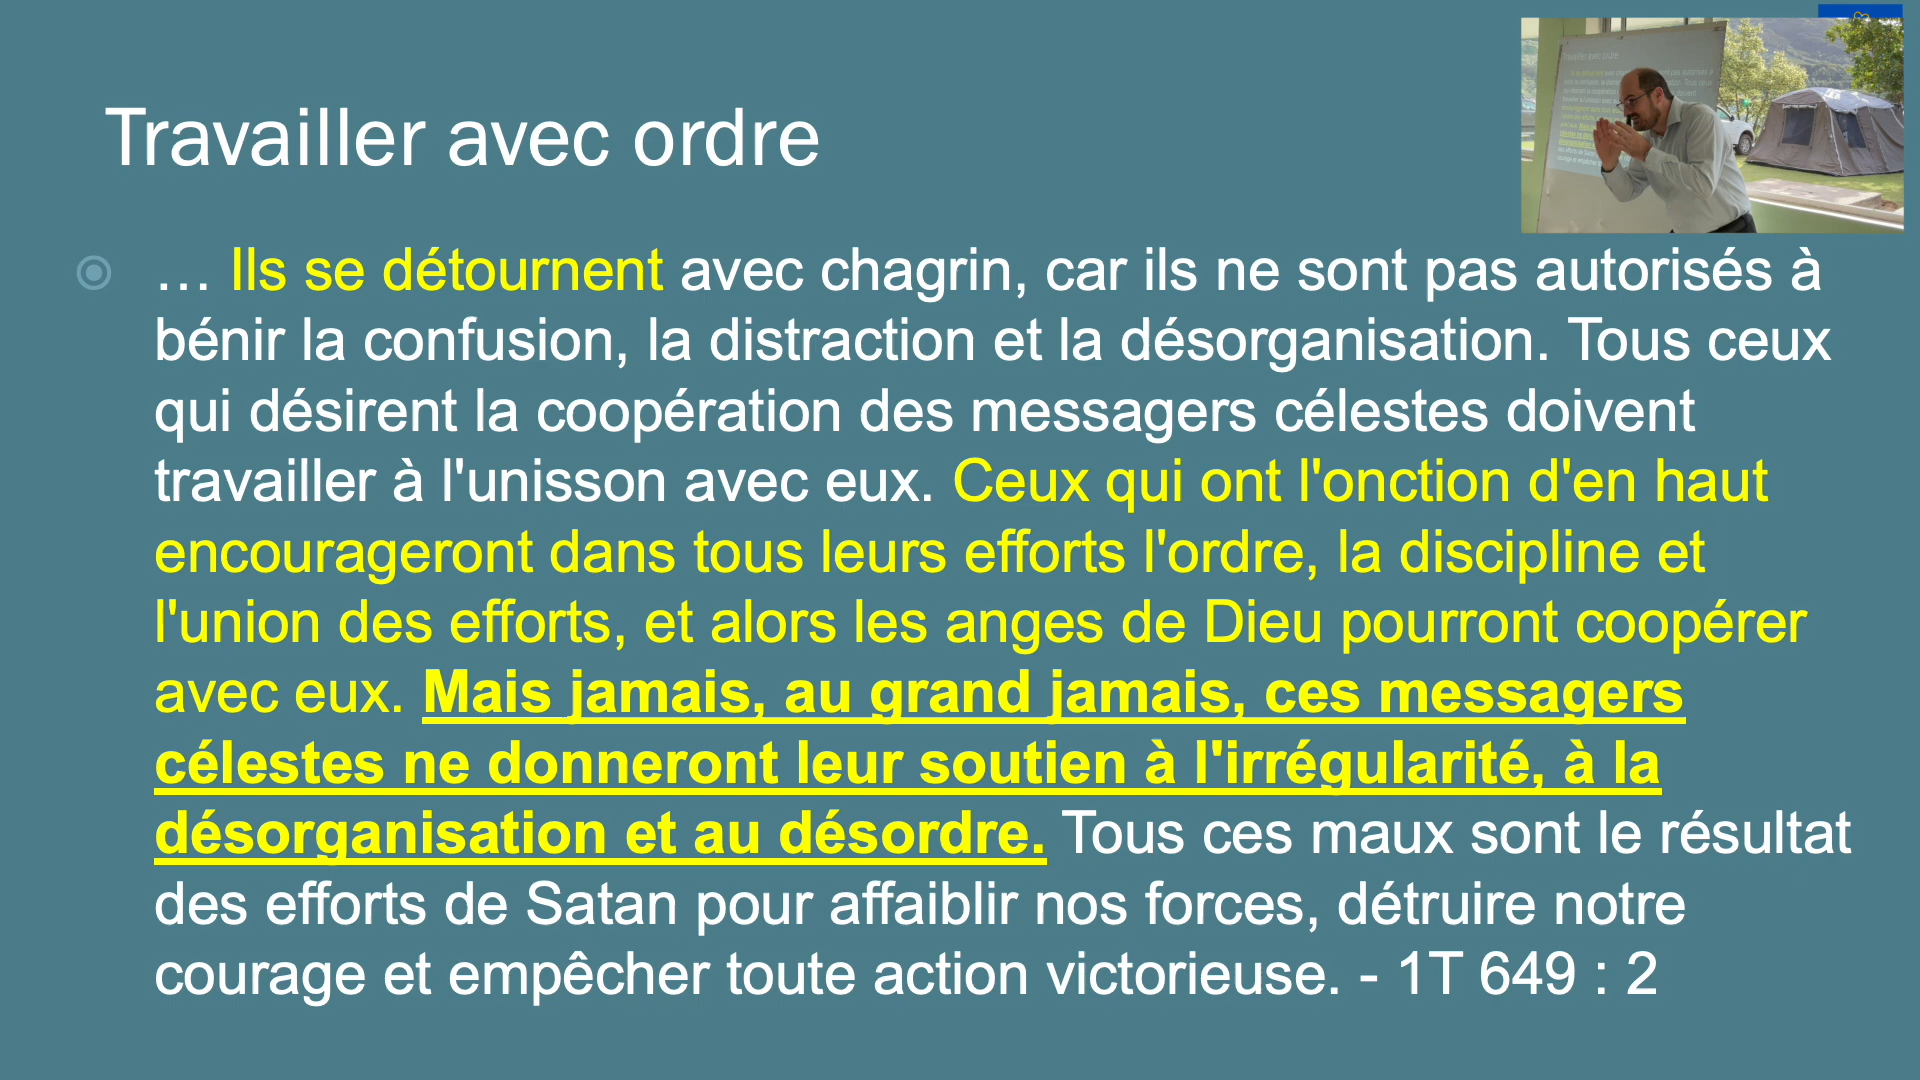 Travailler avec ordre
… Ils se détournent avec chagrin, car ils ne sont pas autorisés à
bénir la confusion, la distraction et la désorganisation. Tous ceux
qui désirent la coopération des messagers célestes doivent
travailler à l'unisson avec eux. Ceux qui ont l'onction d'en haut
encourageront dans tous leurs efforts l'ordre, la discipline et
l'union des efforts, et alors les anges de Dieu pourront coopérer
avec eux. Mais jamais, au grand jamais, ces messagers
célestes ne donneront leur soutien à l'irrégularité, à la
désorganisation et au désordre. Tous ces maux sont le résultat
des efforts de Satan pour affaiblir nos forces, détruire notre
courage et empêcher toute action victorieuse. - 1T 649 : 2